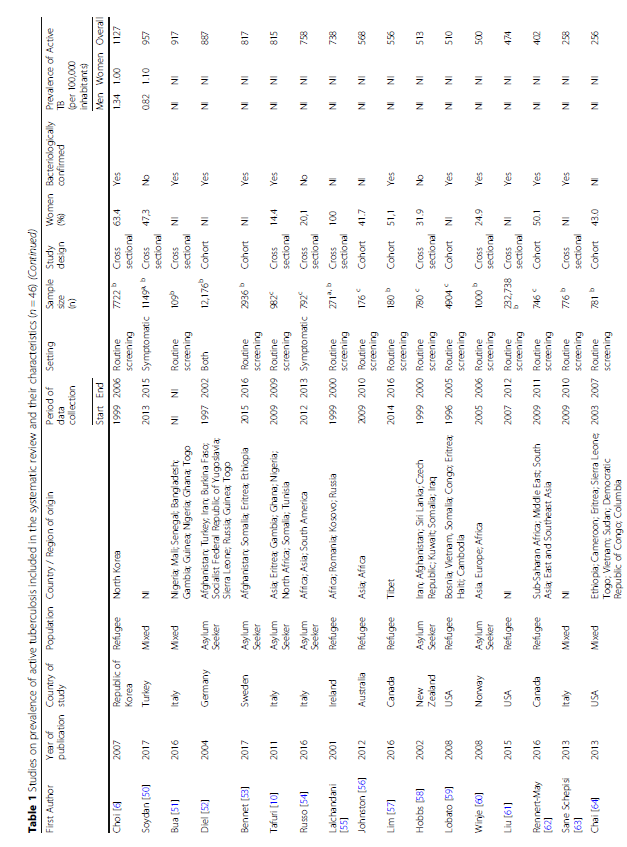 Table 1 Studies on prevalence of active tuberculosis included in the systematic review and their characteristics (n = 46) (Continued)
First Author Year of Country of Population Country / Region of origin Period of Setting Sample Study Women Bacteriologically Prevalence of Active
publication study data size design (%) confirmed TB
collection (n) (per 100,000
inhabitants)
Start End Men Women Overall
Choi [6] 2007 Republic of Refugee North Korea 1999 2006 Routine 7722 b Cross 63.4 Yes 1.34 1.00 1127
Korea screening sectional
Soydan [50] 2017 Turkey Mixed NI 2013 2015 Symptomatic 1149a, b Cross 47,3 No 0.82 1.10 957
sectional
Bua [51] 2016 Italy Mixed Nigeria; Mali; Senegal; Bangladesh; NI NI Routine 109b Cross NI Yes NI NI 917
Gambia; Guinea; Nigeria; Ghana; Togo screening sectional
Diel [52] 2004 Germany Asylum Afghanistan; Turkey; Iran; Burkina Faso; 1997 2002 Both 12,176b Cohort NI Yes NI NI 887
Seeker Socialist Federal Republic of Yugoslavia;
Sierra Leone; Russia; Guinea; Togo
Bennet [53] 2017 Sweden Asylum Afghanistan; Somalia; Eritrea; Ethiopia 2015 2016 Routine 2936 b Cross NI Yes NI NI 817
Seeker screening sectional
Tafuri [10] 2011 Italy Asylum Asia; Eritrea; Gambia; Ghana; Nigeria; 2009 2009 Routine 982c Cross 14.4 Yes NI NI 815
Seeker North Africa; Somalia; Tunisia screening sectional
Russo [54] 2016 Italy Asylum Africa; Asia; South America 2012 2013 Symptomatic 792c Cross 20,1 No NI NI 758
Seeker sectional
Laichandani 2001 Ireland Refugee Africa; Romania; Kosovo; Russia 1999 2000 Routine 271a, b Cross 100 NI NI NI 738
[55] screening sectional
Johnston [56] 2012 Australia Refugee Asia; Africa 2009 2010 Routine 176 c Cohort 41.7 NI NI NI 568
screening
Lim [57] 2016 Canada Refugee Tibet 2014 2016 Routine 180 b Cohort 51,1 Yes NI NI 556
screening
Hobbs [58] 2002 New Asylum Iran; Afghanistan; Siri Lanka; Czech 1999 2000 Routine 780 c Cross 31.9 No NI NI 513
Zealand Seeker Republic; Kuwait; Somalia; Iraq screening sectional
Lobato [59] 2008 USA Refugee Bosnia; Vietnam, Somalia; Congo; Eritrea; 1996 2005 Routine 4904 c Cohort NI Yes NI NI 510
Haiti; Cambodia screening
Winje [60] 2008 Norway Asylum Asia; Europe; Africa 2005 2006 Routine 1000 b Cross 24.9 Yes NI NI 500
Seeker screening sectional
Liu [61] 2015 USA Refugee NI 2007 2012 Routine 232,738 Cross NI Yes NI NI 474
screening b sectional
Rennert-May 2016 Canada Refugee Sub-Saharan Africa; Middle East; South 2009 2011 Routine 746 c Cohort 50.1 Yes NI NI 402
[62] Asia; East and Southeast Asia screening
Sane Schepisi 2013 Italy Mixed NI 2009 2010 Routine 776 b Cross NI Yes NI NI 258
[63] screening sectional
Chai [64] 2013 USA Mixed Ethiopia; Cameroon; Eritrea; Sierra Leone; 2003 2007 Routine 781 b Cohort 43.0 NI NI NI 256
Togo; Vietnam; Sudan; Democratic screening
Republic of Congo; Columbia